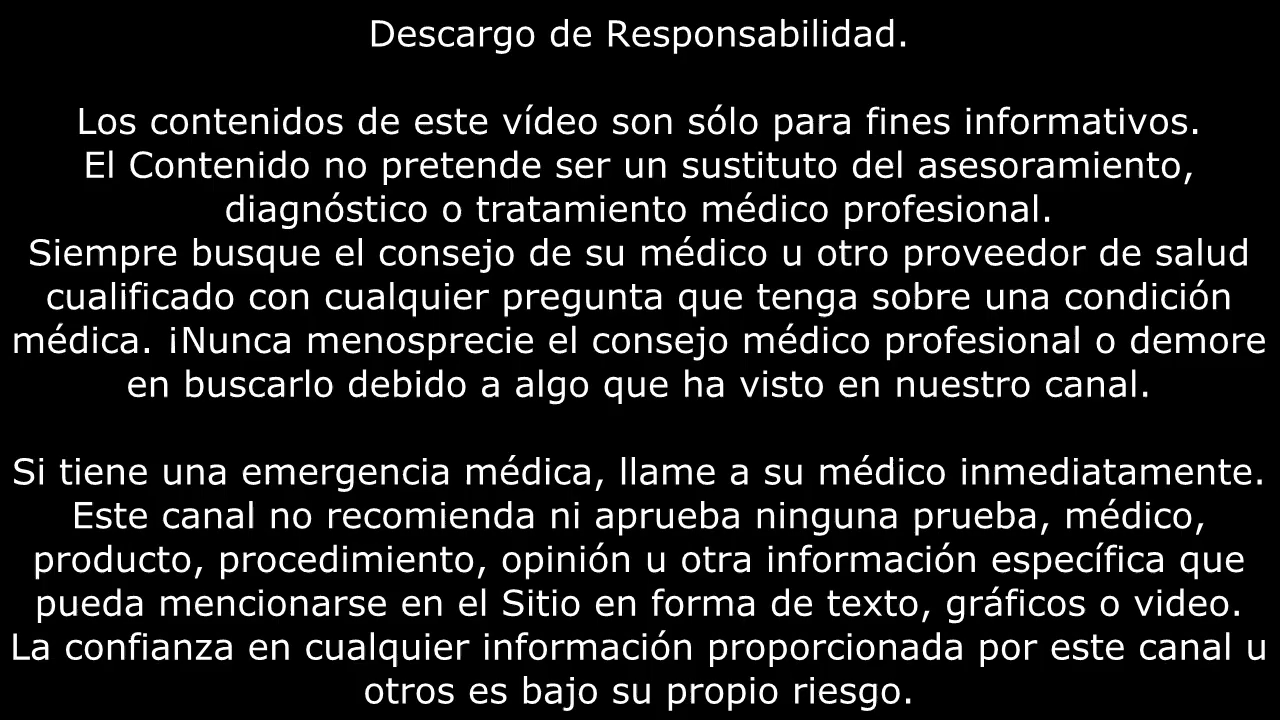 Descargo de Responsabilidad.
Los contenidos de este vídeo son sólo para fines informativos.
El Contenido no pretende ser un sustituto del asesoramiento,
diagnóstico o tratamiento médico profesional.
Siempre busque el consejo de su médico u otro proveedor de salud
cualificado con cualquier pregunta que tenga sobre una condición
médica. ¡Nunca menosprecie el consejo médico profesional o demore
en buscarlo debido a algo que ha visto en nuestro canal.
Si tiene una emergencia médica, llame a su médico inmediatamente.
Este canal no recomienda ni aprueba ninguna prueba, médico,
producto, procedimiento, opinión u otra información específica que
pueda mencionarse en el Sitio en forma de texto, gráficos o video.
La confianza en cualquier información proporcionada por este canal u
otros es bajo su propio riesgo.